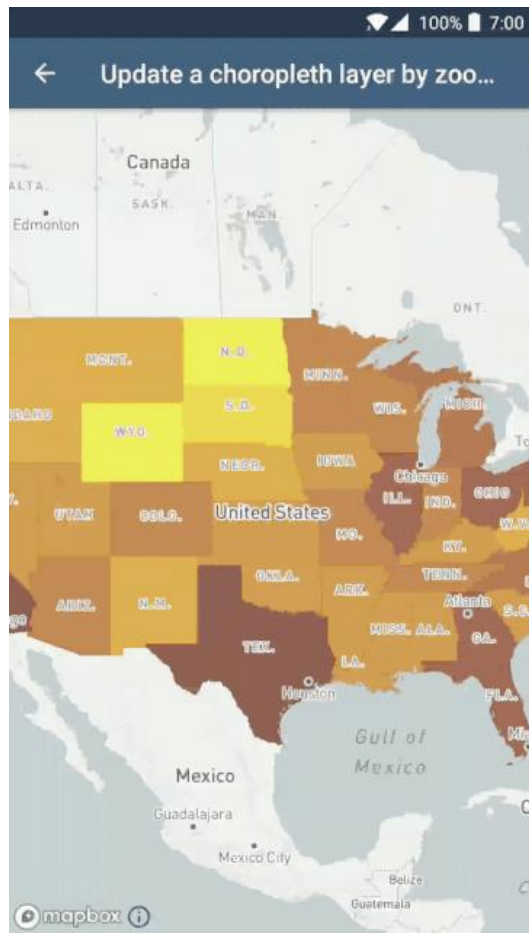 100% 7:00
Update a choropleth layer by zoo...
Canada
ALTA.
SASK.
MAN.
Edmonton
ONT.
MONT.
N.D.
MINN.
IDAHO
S.D.
WIS.
MICH.
WYO.
To
NEBR.
IOWA
Chicago
UTAH
COLO.
United States
ILL.
IND.
OHIO
MO.
W.V
KY.
OKLA.
TENN.
ARIZ.
N.M.
ARK.
Atlanta
S.C.
MISS.
ALA.
GA.
TEX.
LA.
Houston
FLA.
Mi
Gulf of
Mexico
Mexico
Guadalajara
C
Mexico City
Belize
Guatemala
mapbox